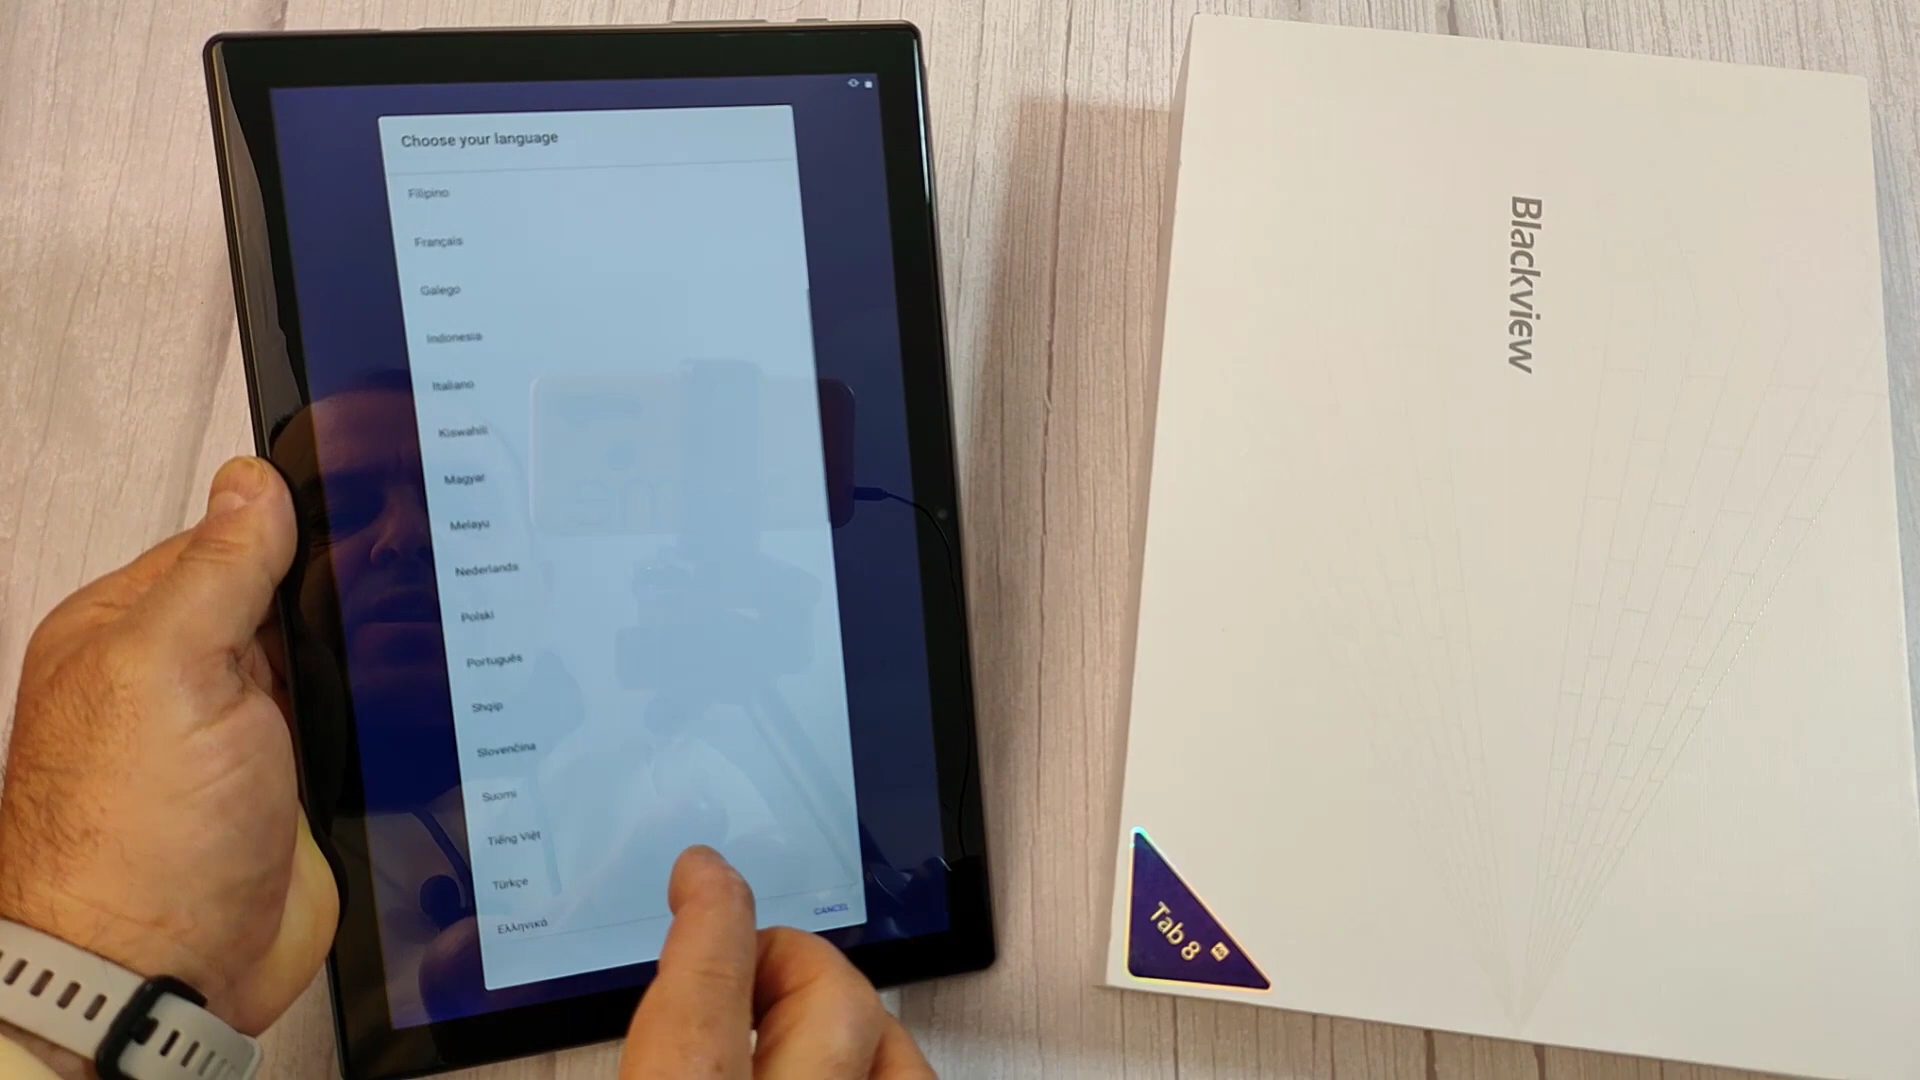 Choose your language
Filipino
Français
Galego
Indonesia
Italiano
Kiswahili
Magyar
Melayu
Nederlands
Polski
Português
Shqip
Slovenčina
Suomi
Tiếng Việt
Türkçe
Ελληνικά
CANCEL
Blackview
Tab 8